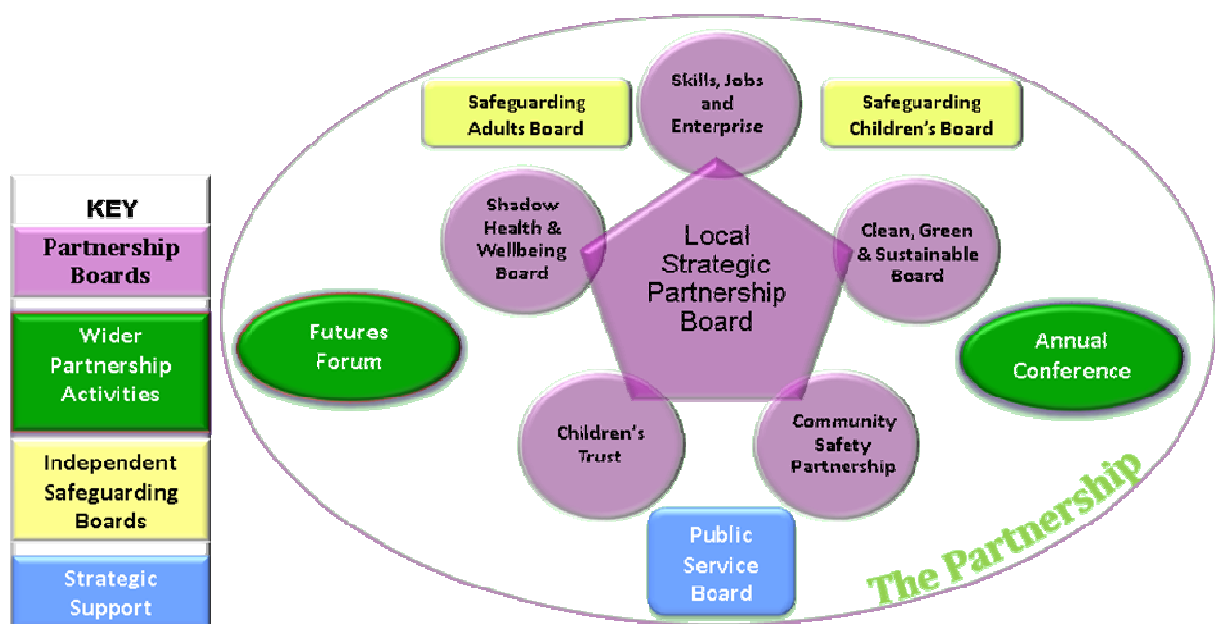 KEY
Partnership
Boards
Wider
Partnership
Activities
Independent
Safeguarding
Boards
Strategic
Support
Skills, Jobs
and
Enterprise
Safeguarding
Adults Board
Safeguarding
Children's Board
Shadow
Health &
Wellbeing
Board
Local
Strategic
Partnership
Board
Clean, Green
& Sustainable
Board
Futures
Forum
Annual
Conference
Children's
Trust
Community
Safety
Partnership
Public
Service
Board
The Partnership